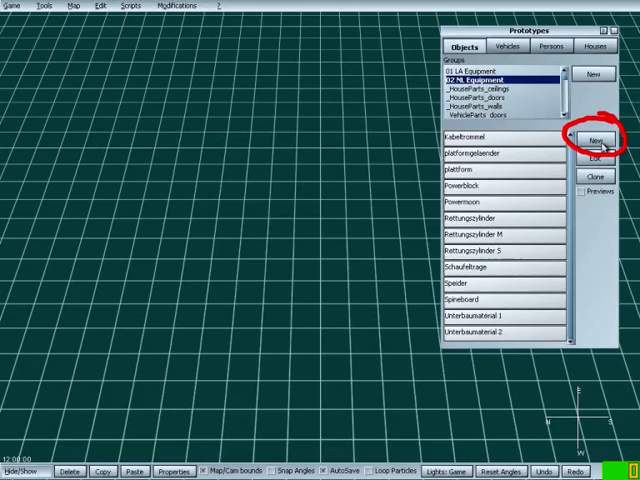 Game Tools Map Edit Scripts Modifications ?
Prototypes ?
Objects Vehicles Persons Houses
Groups
01 LA Equipment
02 NL Equipment
_HouseParts_ceilings
_HouseParts_doors
_HouseParts_walls
_VehicleParts_doors
New
Kabeltrommel
platformgelaender
plattform
Powerblock
Powermoon
Rettungszylinder
Rettungszylinder M
Rettungszylinder S
Schaufeltrage
Speider
Spineboard
Unterbaumaterial 1
Unterbaumaterial 2
New
Edit
Clone
Previews
E
N S
W
12:00:00
Hide/Show Delete Copy Paste Properties Map/Cam bounds Snap Angles AutoSave Lock Particles Lights: Game Reset Angles Undo Redo